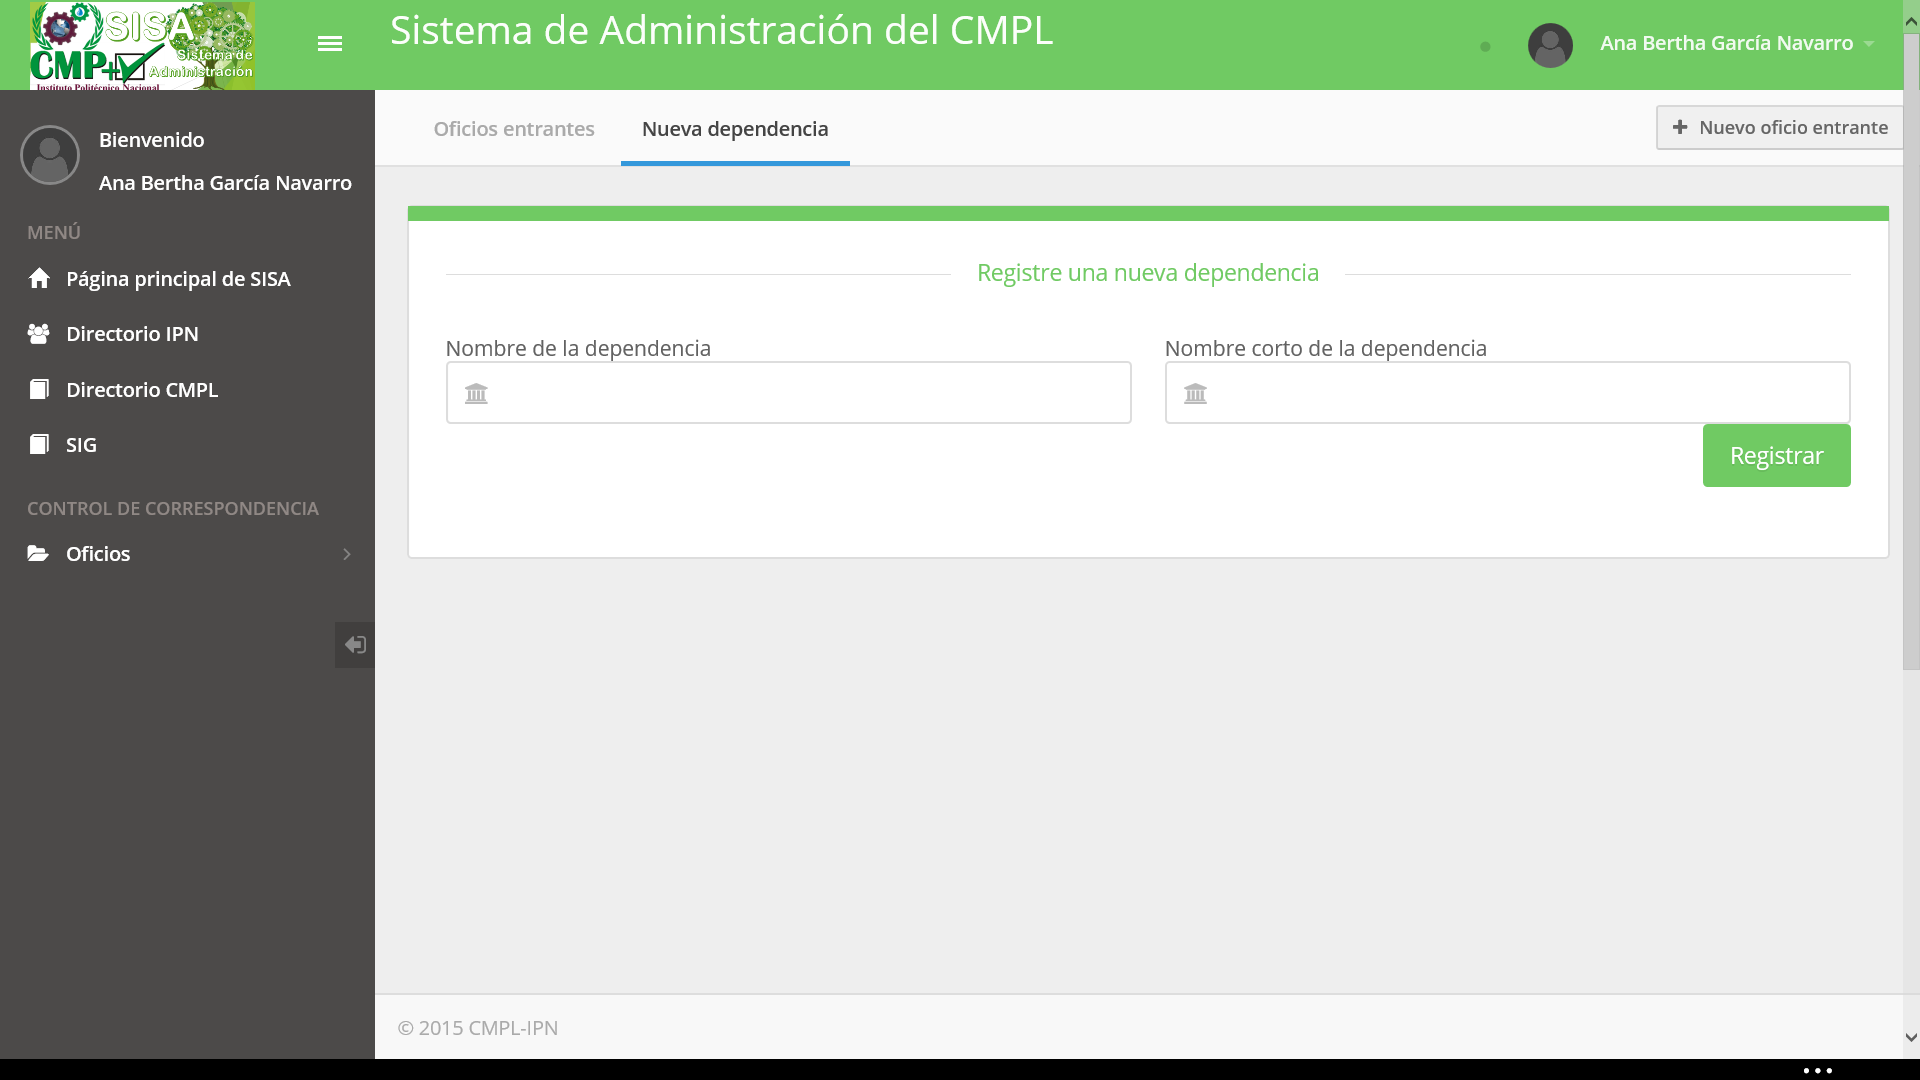 SISA
Sistema de
Administración
CMP+
Instituto Politécnico Nacional
Sistema de Administración del CMPL
Ana Bertha García Navarro
Bienvenido
Ana Bertha García Navarro
MENÚ
Página principal de SISA
Directorio IPN
Directorio CMPL
SIG
CONTROL DE CORRESPONDENCIA
Oficios
Oficios entrantes
Nueva dependencia
Nuevo oficio entrante
Registre una nueva dependencia
Nombre de la dependencia
Nombre corto de la dependencia
Registrar
© 2015 CMPL-IPN